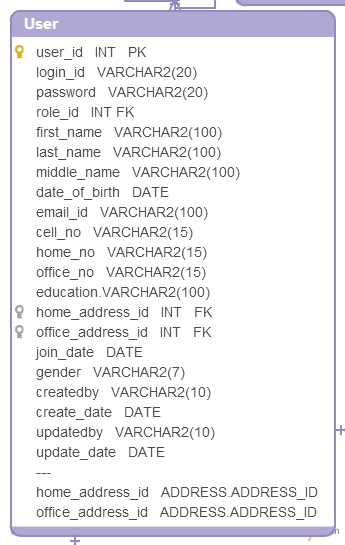 User
user_id INT PK
login_id VARCHAR2(20)
password VARCHAR2(20)
role_id INT FK
first_name VARCHAR2(100)
last_name VARCHAR2(100)
middle_name VARCHAR2(100)
date_of_birth DATE
email_id VARCHAR2(100)
cell_no VARCHAR2(15)
home_no VARCHAR2(15)
office_no VARCHAR2(15)
education.VARCHAR2(100)
home_address_id INT FK
office_address_id INT FK
join_date DATE
gender VARCHAR2(7)
createdby VARCHAR2(10)
create_date DATE
updatedby VARCHAR2(10)
update_date DATE
---
home_address_id ADDRESS.ADDRESS_ID
office_address_id ADDRESS.ADDRESS_ID